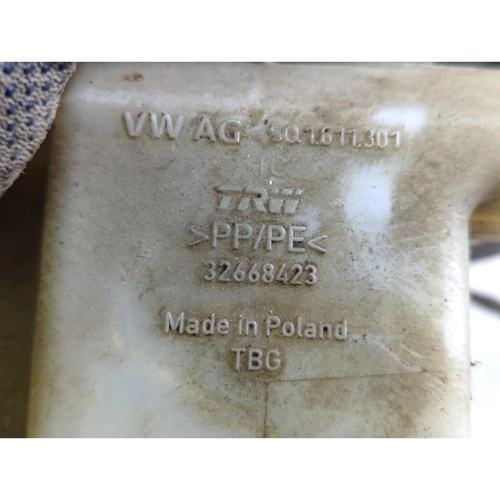 VW AG 5Q1.611.301
TRW
>PP/PE<
32668423
Made in Poland
TBG